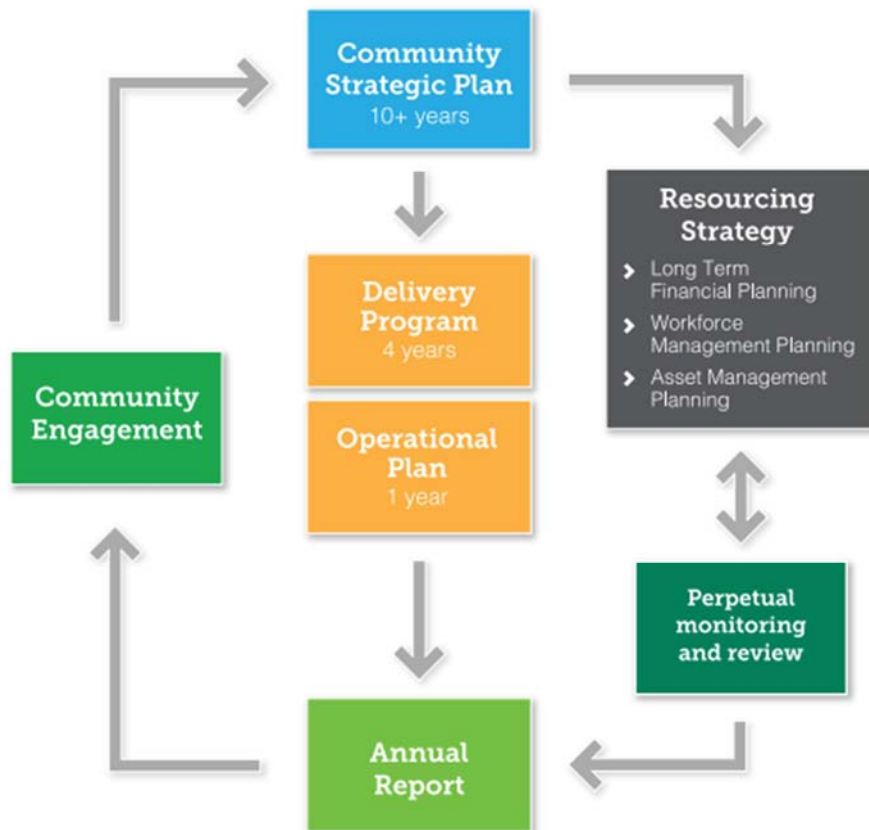 Community
Strategic Plan
10+ years
Resourcing
Strategy
Long Term
Financial Planning
Workforce
Management Planning
Asset Management
Planning
Delivery
Program
4 years
Community
Engagement
Operational
Plan
1 year
Perpetual
monitoring
and review
Annual
Report